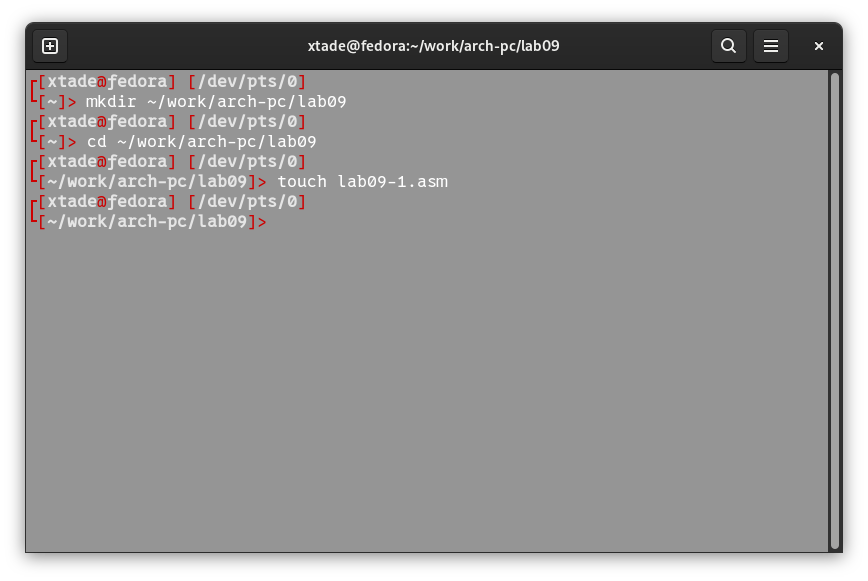 xtade@fedora:~/work/arch-pc/lab09
[xtade@fedora] [/dev/pts/0]
[~]> mkdir ~/work/arch-pc/lab09
[xtade@fedora] [/dev/pts/0]
[~]> cd ~/work/arch-pc/lab09
[xtade@fedora] [/dev/pts/0]
[~/work/arch-pc/lab09]> touch lab09-1.asm
[xtade@fedora] [/dev/pts/0]
[~/work/arch-pc/lab09]>